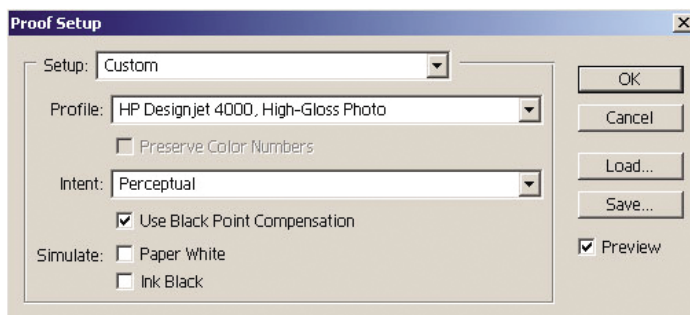 Proof Setup
Setup: Custom
Profile: HP Designjet 4000, High-Gloss Photo
Preserve Color Numbers
Intent: Perceptual
Use Black Point Compensation
Simulate: Paper White
Ink Black
OK
Cancel
Load...
Save...
Preview